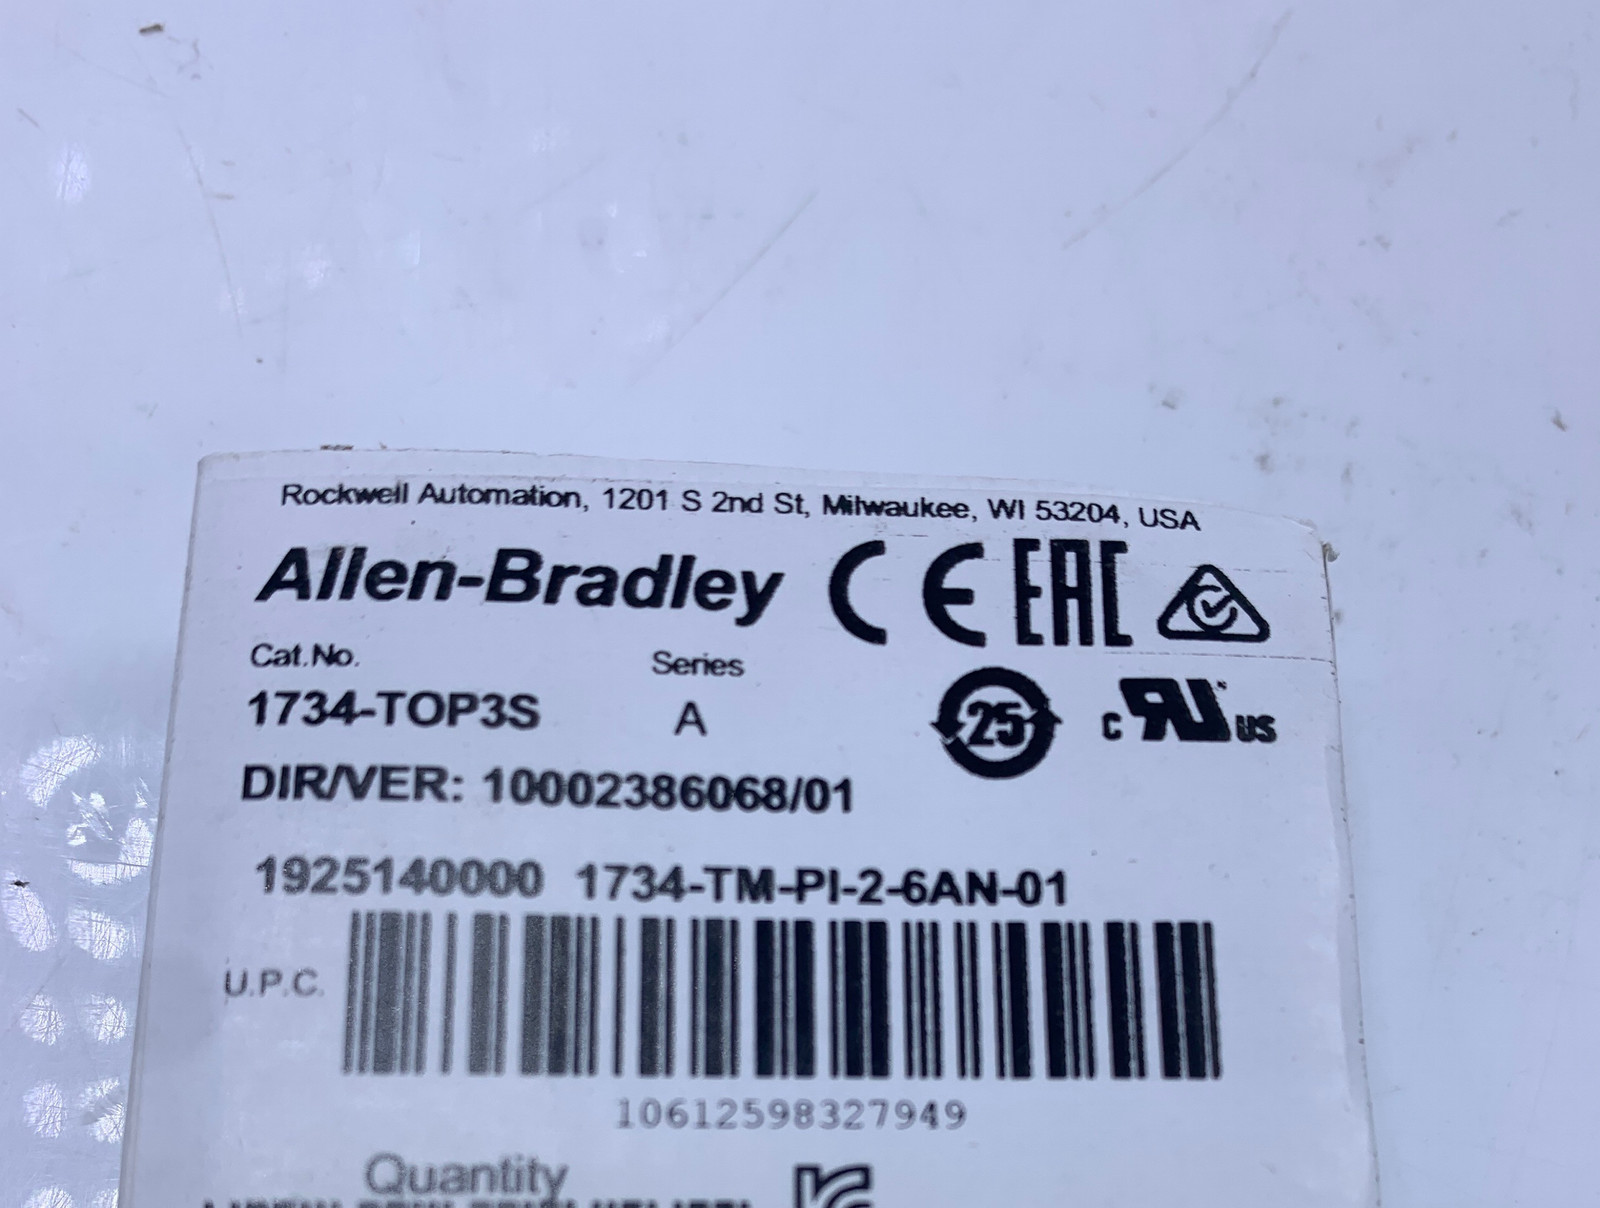 Rockwell Automation, 1201 S 2nd St, Milwaukee, WI 53204, USA
Allen-Bradley CE EAC
Cat.No. Series
1734-TOP3S A
25
c RU US
DIR/VER: 10002386068/01
1925140000 1734-TM-PI-2-6AN-01
U.P.C.
10612598327949
Quantity